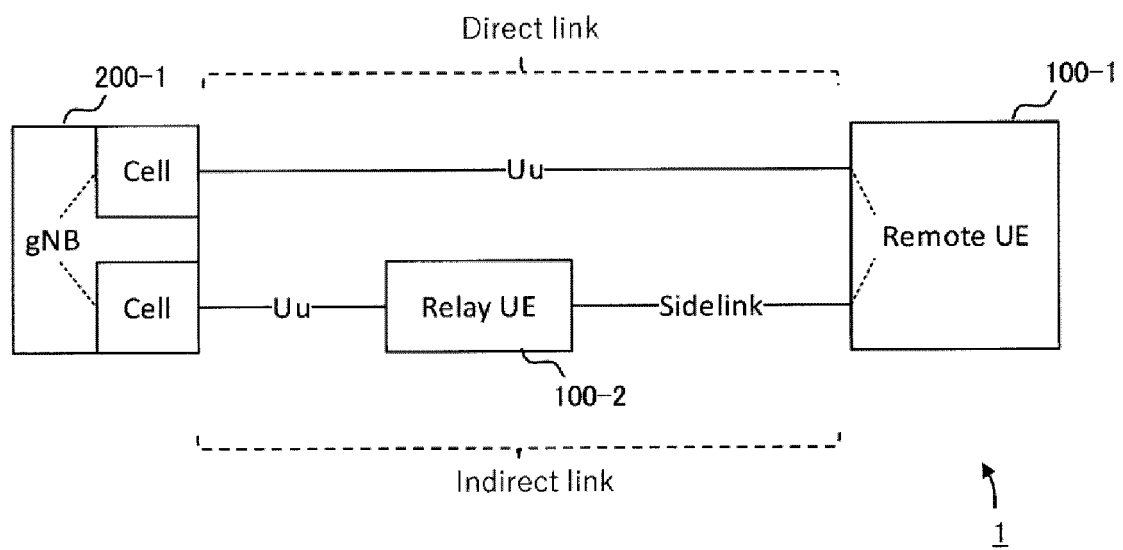 Direct link
200-1
100-1
Cell
Uu
gNB
Remote UE
Cell
Uu
Relay UE
Sidelink
100-2
Indirect link
1